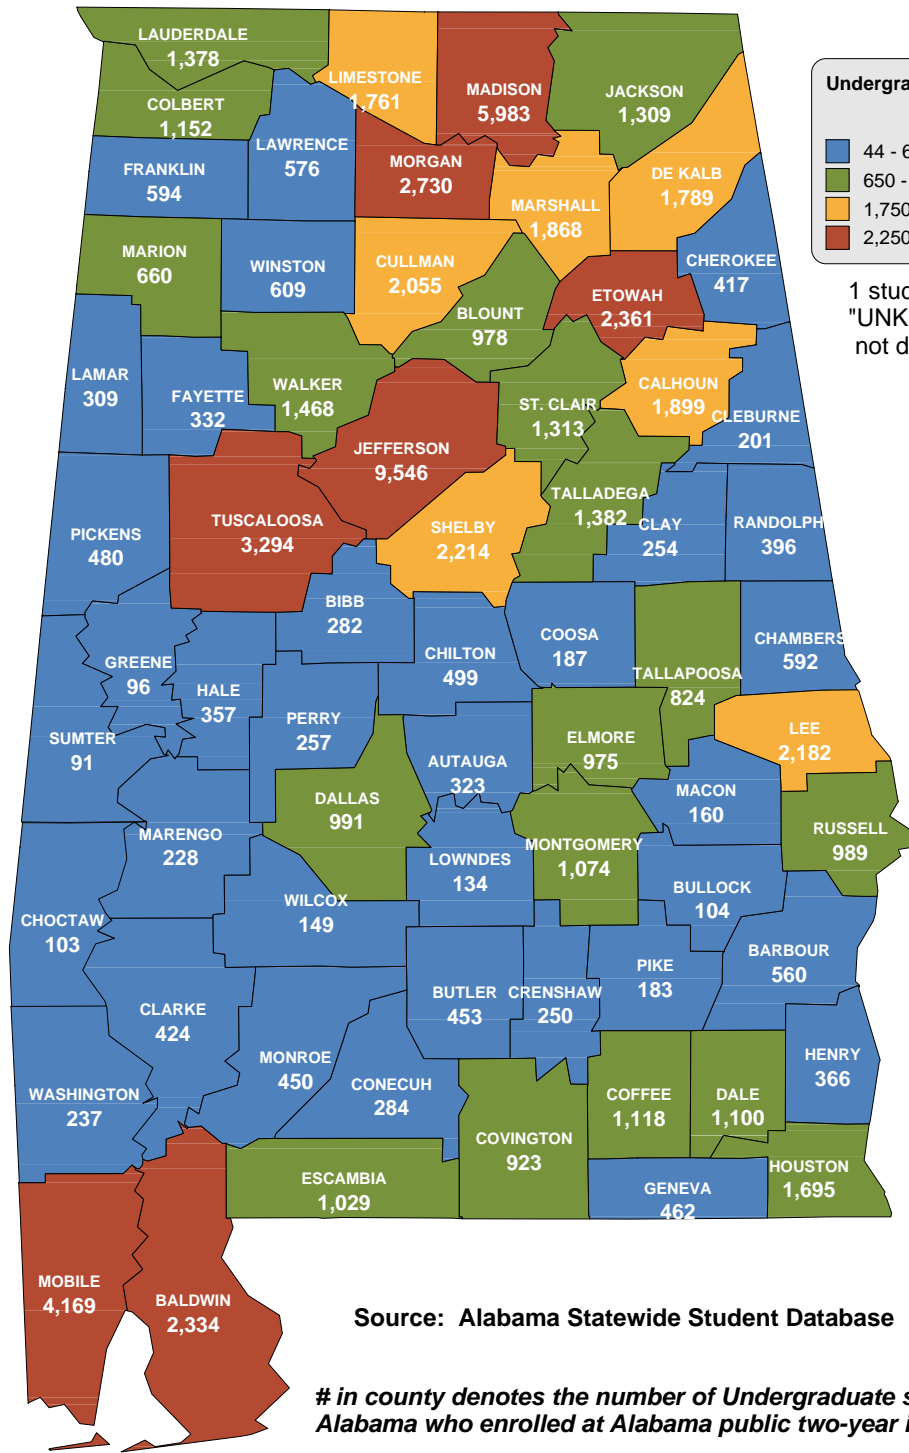 LAUDERDALE
1,378
LIMESTONE
1,761
MADISON
5,983
JACKSON
1,309
COLBERT
1,152
LAWRENCE
576
FRANKLIN
594
MORGAN
2,730
DE KALB
1,789
MARSHALL
1,868
MARION
660
WINSTON
609
CULLMAN
2,055
CHEROKEE
417
ETOWAH
2,361
BLOUNT
978
LAMAR
309
FAYETTE
332
WALKER
1,468
ST. CLAIR
1,313
CALHOUN
1,899
CLEBURNE
201
JEFFERSON
9,546
TALLADEGA
1,382
PICKENS
480
TUSCALOOSA
3,294
SHELBY
2,214
CLAY
254
RANDOLPH
396
BIBB
282
COOSA
187
CHAMBERS
592
GREENE
96
HALE
357
CHILTON
499
TALLAPOOSA
824
SUMTER
91
PERRY
257
AUTAUGA
323
ELMORE
975
LEE
2,182
MACON
160
DALLAS
991
MARENGO
228
LOWNDES
134
MONTGOMERY
1,074
RUSSELL
989
BULLOCK
104
CHOCTAW
103
WILCOX
149
BARBOUR
560
PIKE
183
CLARKE
424
BUTLER
453
CRENSHAW
250
MONROE
450
HENRY
366
WASHINGTON
237
CONECUH
284
COFFEE
1,118
DALE
1,100
COVINGTON
923
ESCAMBIA
1,029
GENEVA
462
HOUSTON
1,695
MOBILE
4,169
BALDWIN
2,334
Undergra
44 - 6
650 -
1,750
2,250
1 stud
"UNK
not d
Source: Alabama Statewide Student Database
# in county denotes the number of Undergraduate s
Alabama who enrolled at Alabama public two-year i